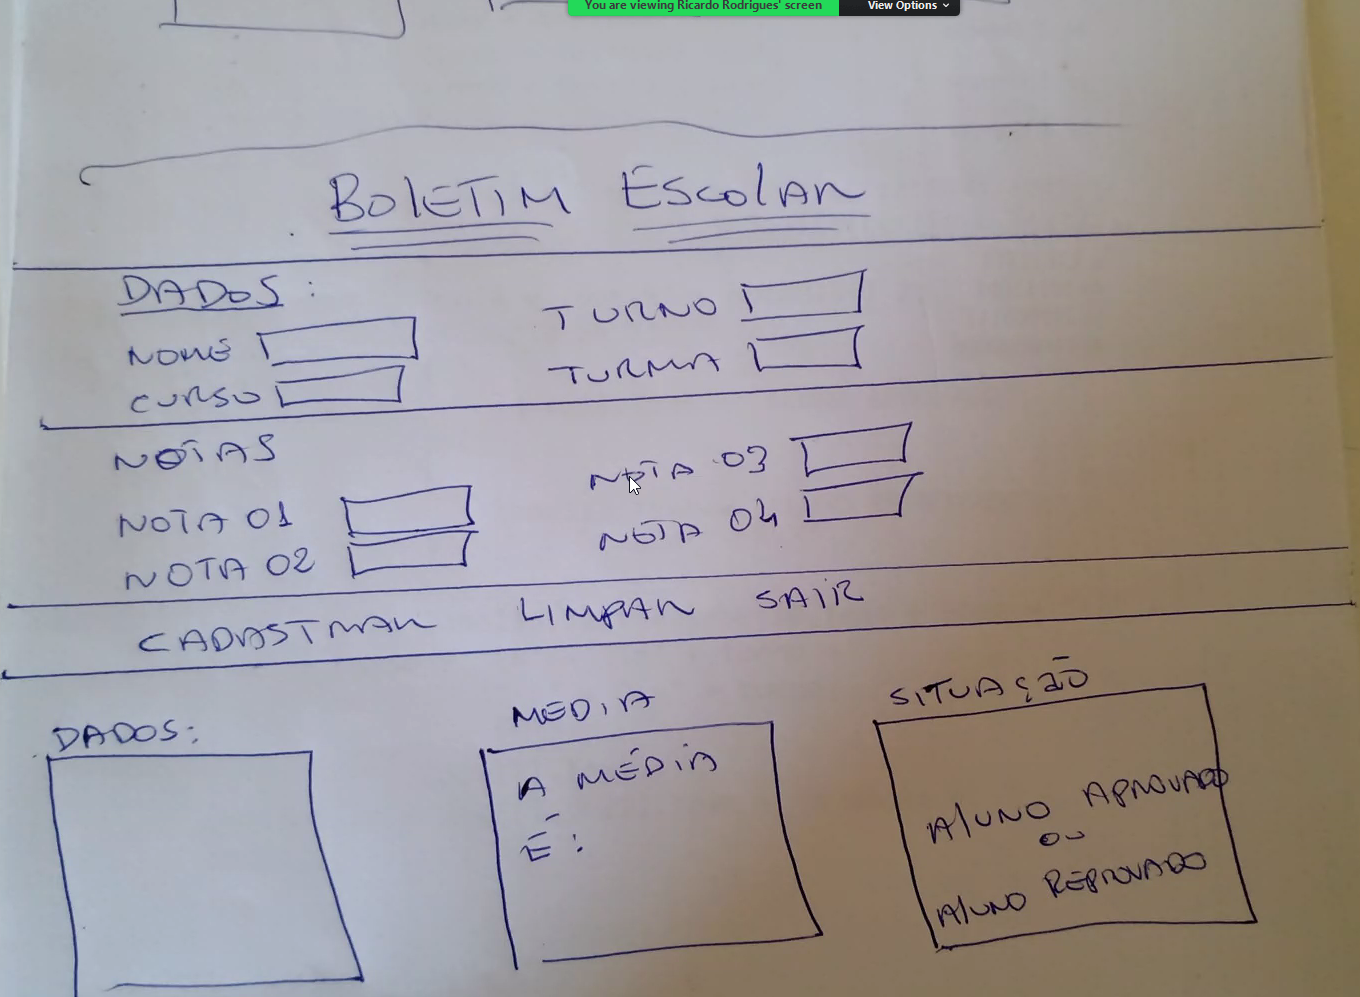 You are viewing Ricardo Rodrigues' screen View Options
BOLETIM ESCOLAR
DADOS:
NOME
TURNO
CURSO
TURMA
NOTAS
NOTA 01
NOTA 03
NOTA 02
NOTA 04
CADASTRAR LIMPAR SAIR
DADOS:
MEDIA
A MÉDIA
É:
SITUAÇÃO
ALUNO APROVADO
OU
ALUNO REPROVADO